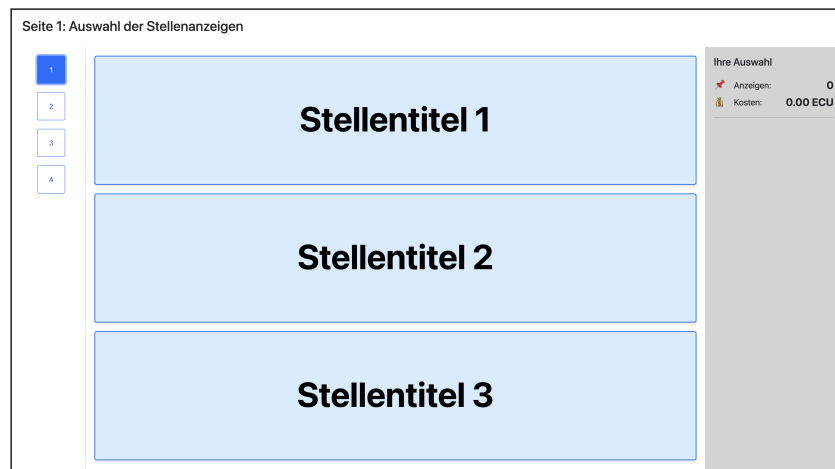 Seite 1: Auswahl der Stellenanzeigen
1
2
3
4
Stellentitel 1
Stellentitel 2
Stellentitel 3
Ihre Auswahl
Anzeigen: 0
Kosten: 0.00 ECU